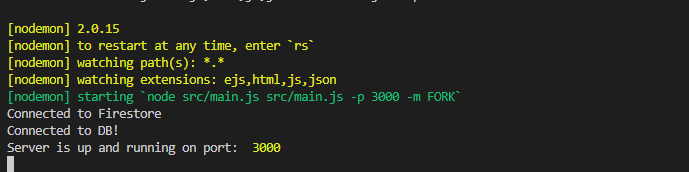 [nodemon] 2.0.15
[nodemon] to restart at any time, enter `rs`
[nodemon] watching path(s): *.*
[nodemon] watching extensions: ejs,html,js,json
[nodemon] starting `node src/main.js src/main.js -p 3000 -m FORK`
Connected to Firestore
Connected to DB!
Server is up and running on port:  3000